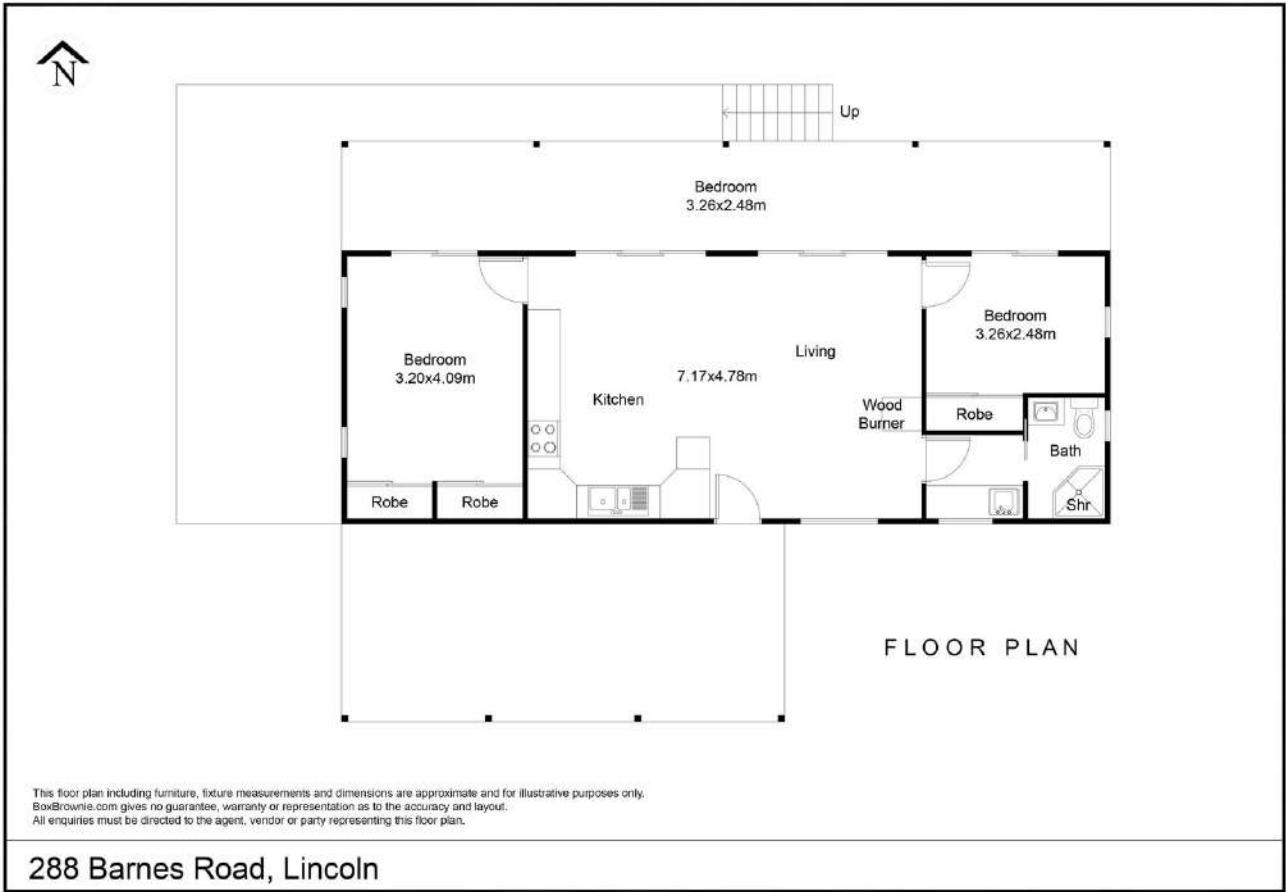 N
Up
Bedroom
3.26x2.48m
Bedroom
3.26x2.48m
Bedroom
3.20x4.09m
Living
7.17x4.78m
Kitchen
Wood
Burner
Robe
Bath
Robe
Robe
Shr
FLOOR PLAN
This floor plan including furniture, fixture measurements and dimensions are approximate and for illustrative purposes only.
BoxBrownie.com gives no guarantee, warranty or representation as to the accuracy and layout.
All enquiries must be directed to the agent, vendor or party representing this floor plan.
288 Barnes Road, Lincoln